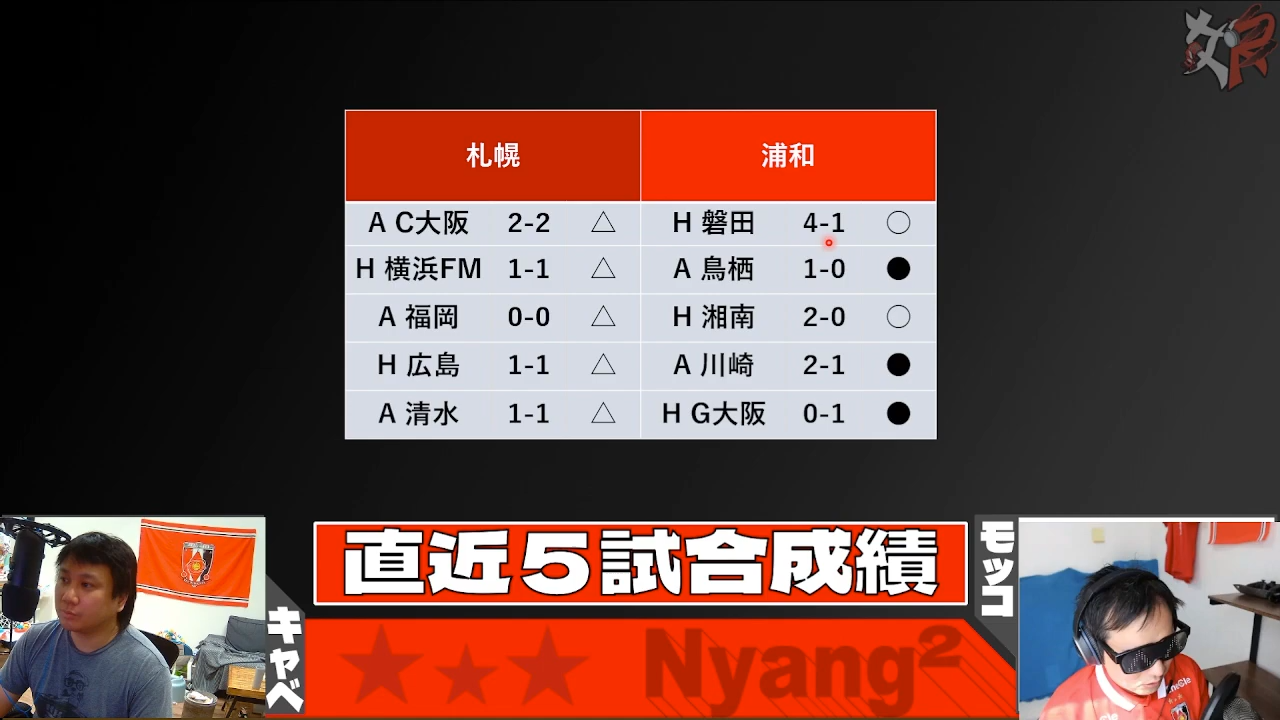 札幌 浦和
A C大阪 2-2 △ H 磐田 4-1 ○
H 横浜FM 1-1 △ A 鳥栖 1-0 ●
A 福岡 0-0 △ H 湘南 2-0 ○
H 広島 1-1 △ A 川崎 2-1 ●
A 清水 1-1 △ H G大阪 0-1 ●
直近5試合成績
キャベ
モッコ
★★★ Nyang²